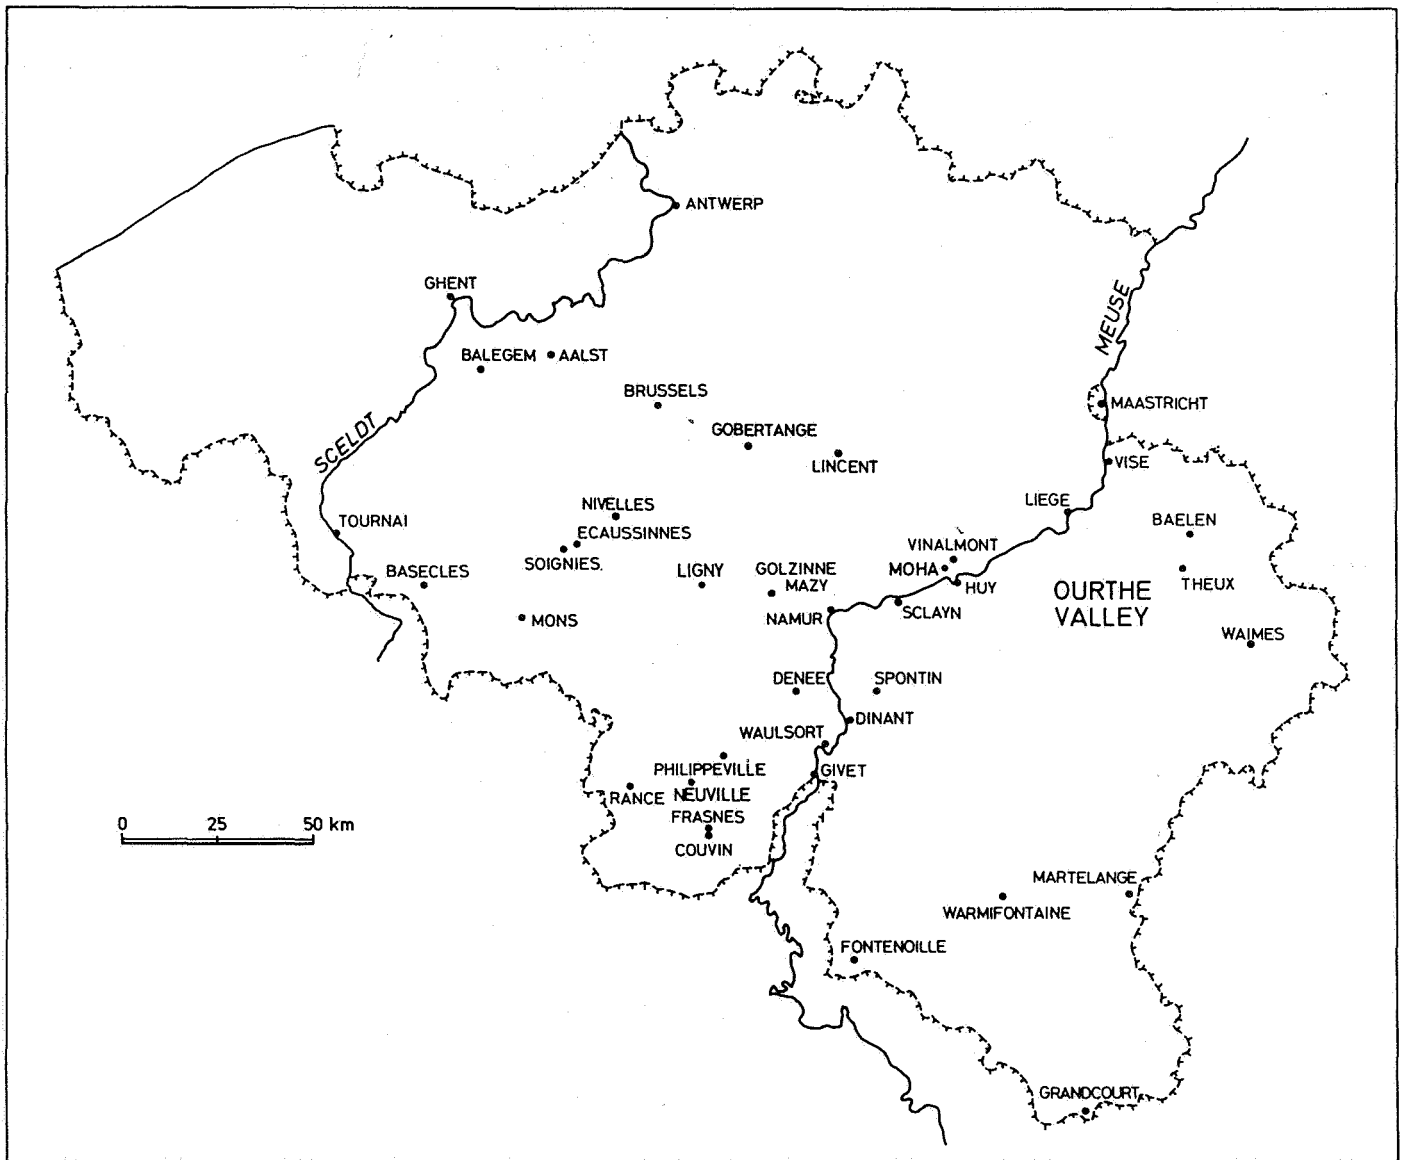 ANTWERP
GHENT
MEUSE
BALEGEM
AALST
BRUSSELS
MAASTRICHT
SCELDT
GOBERTANGE
LINCENT
VISE
NIVELLES
LIEGE
TOURNAI
ECAUSSINNES
BAELEN
SOIGNIES
VINALMONT
BASECLES
LIGNY
GOLZINNE
MAZY
MOHA
HUY
OURTHE
VALLEY
THEUX
MONS
NAMUR
SCLAYN
WAIMES
DENEE
SPONTIN
DINANT
WAULSORT
PHILIPPEVILLE
GIVET
RANCE
NEUVILLE
FRASNES
0 25 50 km
COUVIN
MARTELANGE
WARMIFONTAINE
FONTENOILLE
GRANDCOURT